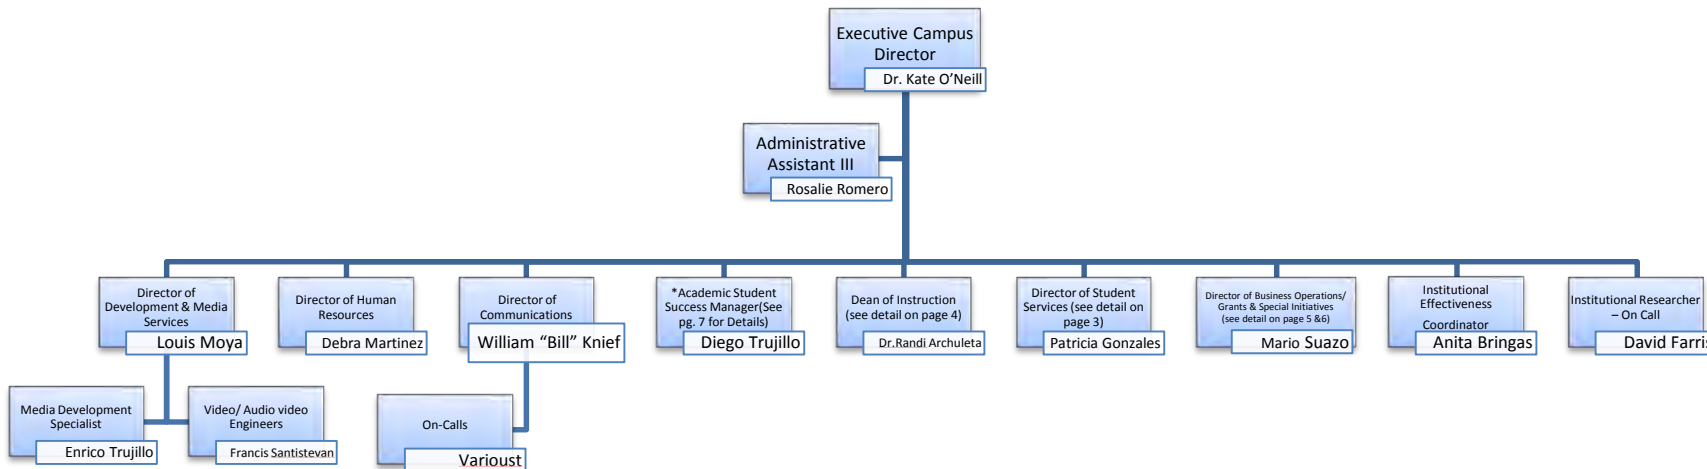 Executive Campus
Director
Dr. Kate O’Neill
Administrative
Assistant III
Rosalie Romero
Director of
Development & Media
Services
Louis Moya
Director of Human
Resources
Debra Martinez
Director of
Communications
William “Bill” Knief
*Academic Student
Success Manager(See
pg. 7 for Details)
Diego Trujillo
Dean of Instruction
(see detail on page 4)
Dr.Randi Archuleta
Director of Student
Services (see detail on
page 3)
Patricia Gonzales
Director of Business Operations/
Grants & Special Initiatives
(see detail on page 5 &6)
Mario Suazo
Institutional
Effectiveness
Coordinator
Anita Bringas
Institutional Researcher
– On Call
David Farris
Media Development
Specialist
Enrico Trujillo
Video/ Audio video
Engineers
Francis Santistevan
On-Calls
Varioust